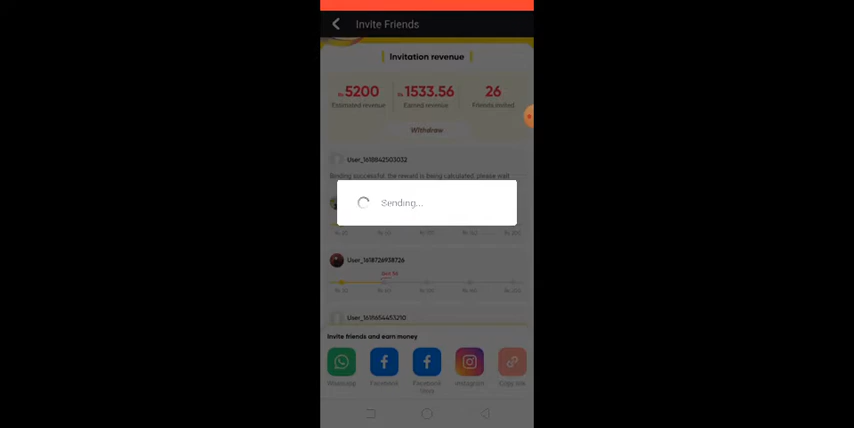 Invite Friends
Invitation revenue
Rs 5200 Rs 1533.56 26
Estimated revenue Earned revenue Friends invited
Withdraw
User_1618842503032
Binding successful, the reward is being calculated, please wait
Sending...
User_1618726938726
User_1618654453210
Invite friends and earn money
WhatsApp Facebook Facebook Instagram Copy link